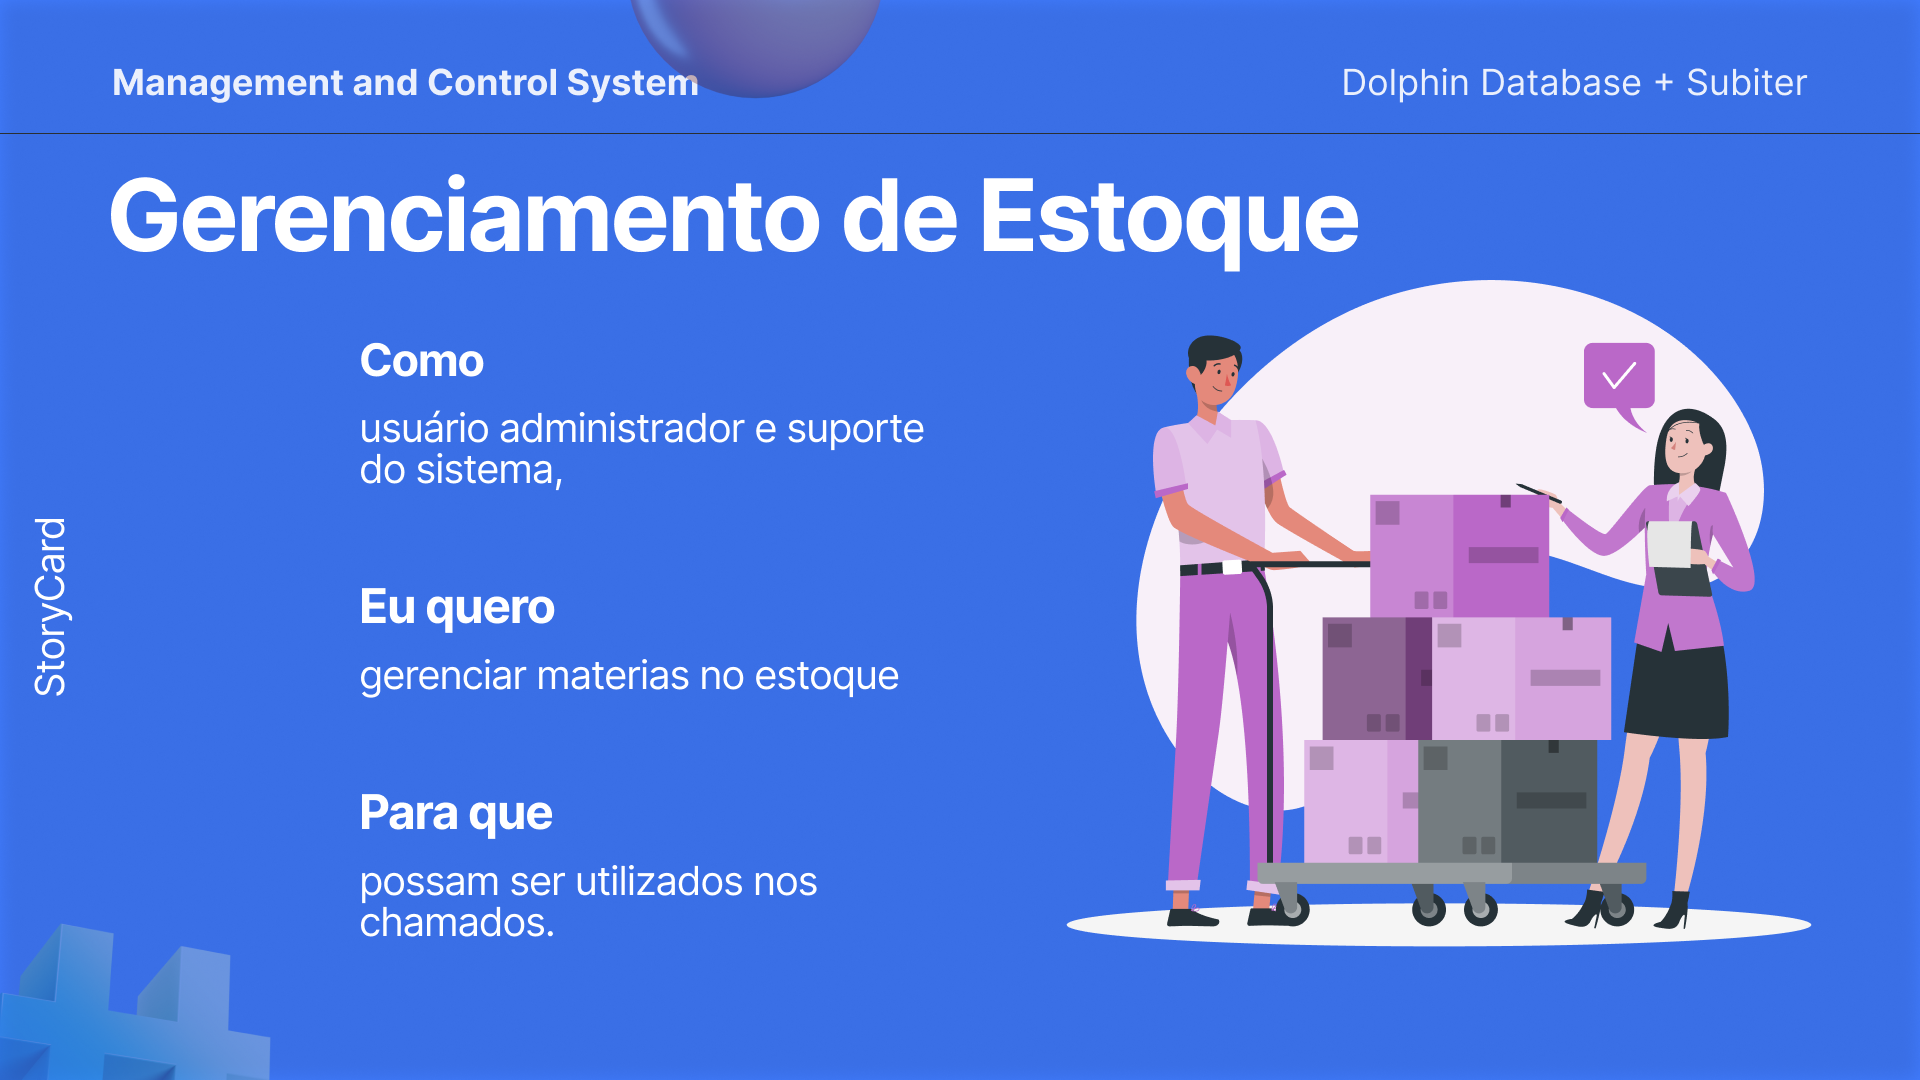 Management and Control System
Dolphin Database + Subiter
Gerenciamento de Estoque
StoryCard
Como
usuário administrador e suporte
do sistema,
Eu quero
gerenciar materias no estoque
Para que
possam ser utilizados nos
chamados.